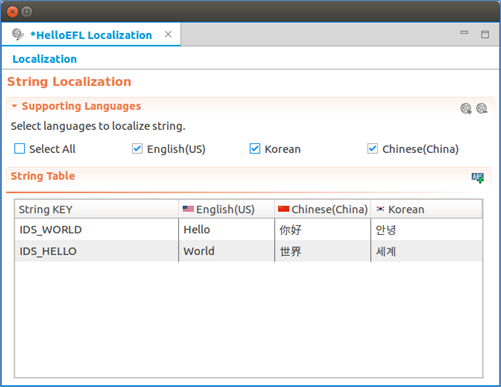 *HelloEFL Localization
Localization
String Localization
Supporting Languages
Select languages to localize string.
Select All English(US) Korean Chinese(China)
String Table
String KEY English(US) Chinese(China) Korean
IDS_WORLD Hello 你好 안녕
IDS_HELLO World 世界 세계